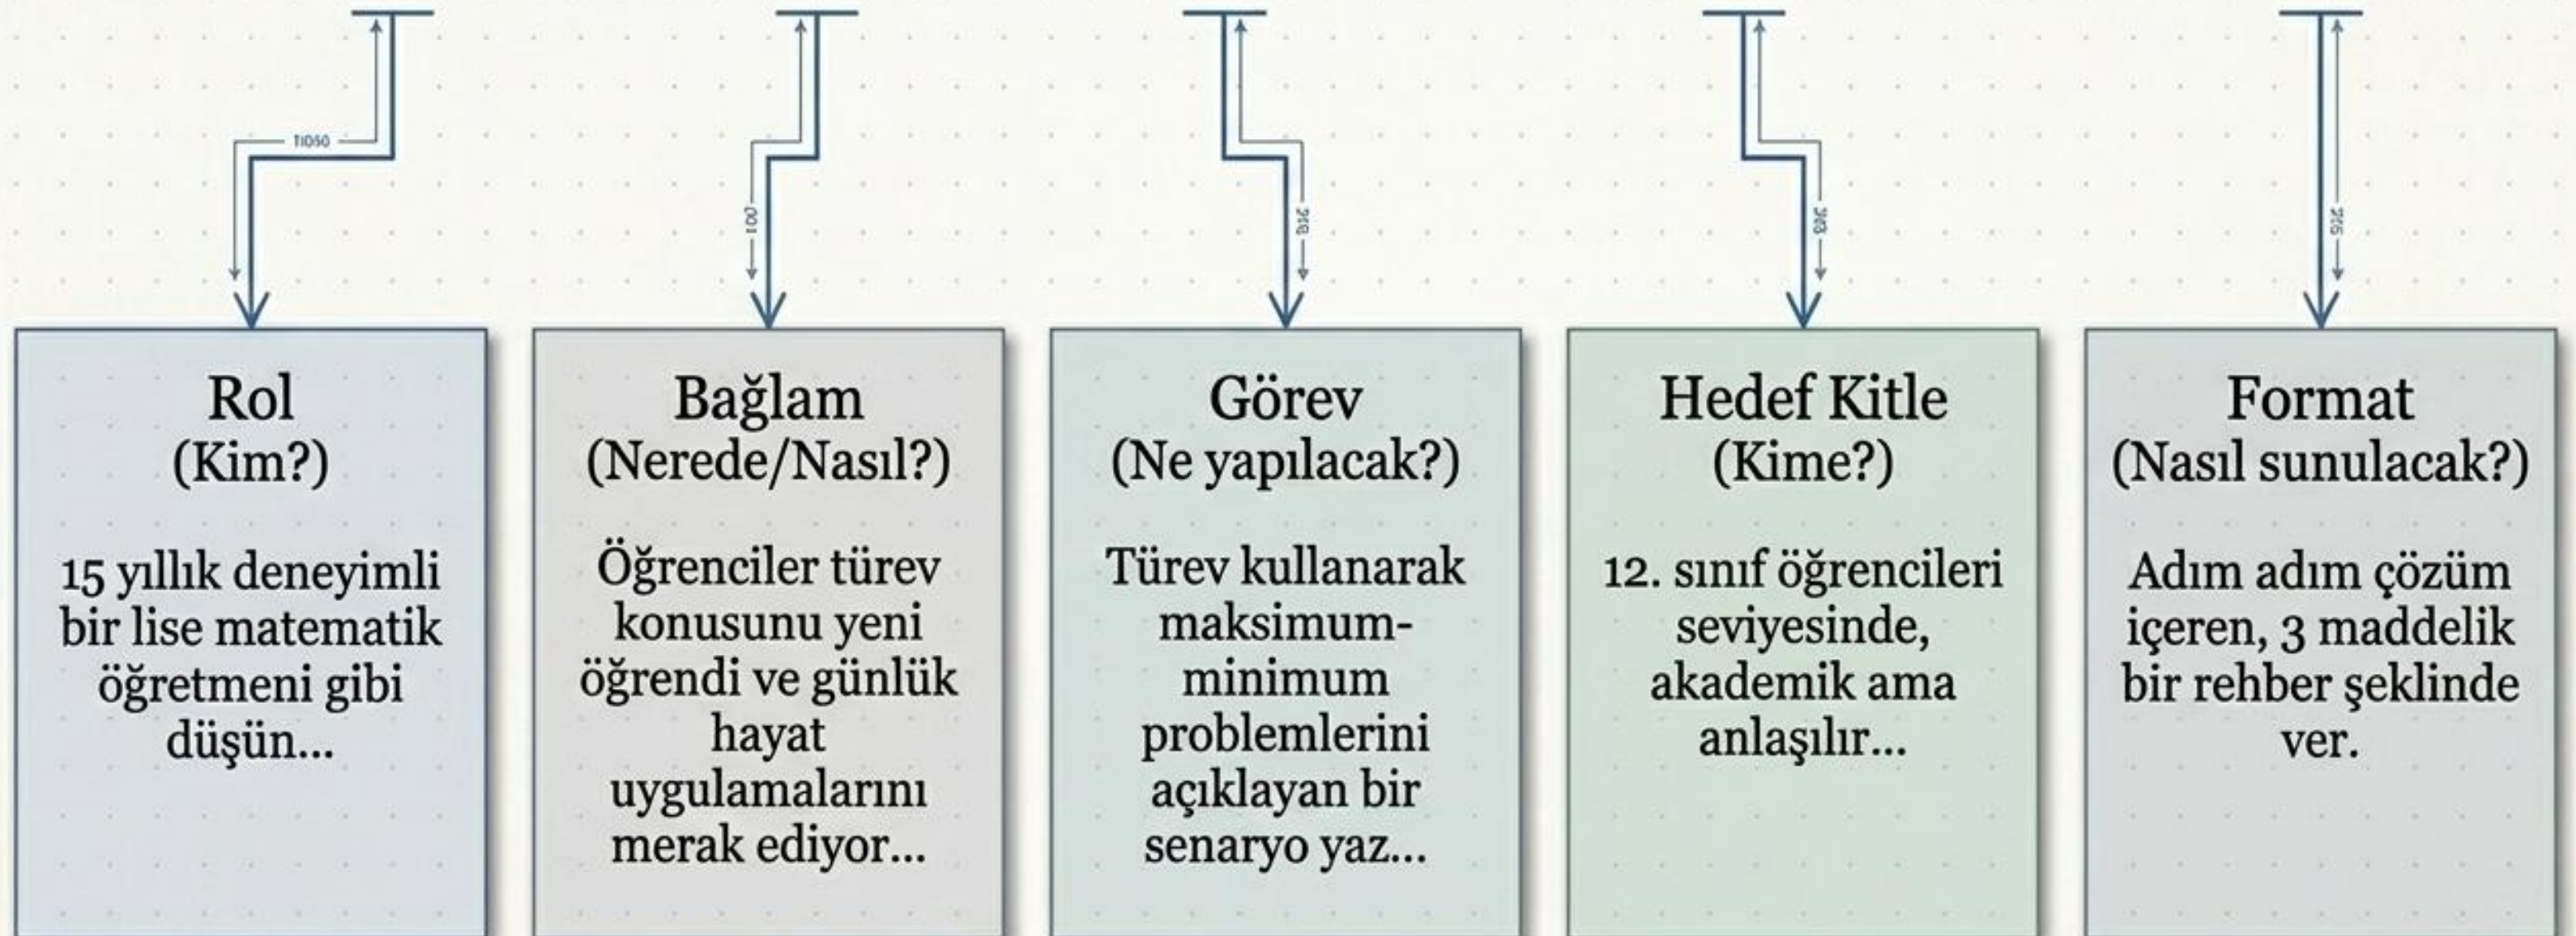 Rol
(Kim?)
15 yıllık deneyimli
bir lise matematik
öğretmeni gibi
düşün...
Bağlam
(Nerede/Nasıl?)
Öğrenciler türev
konusunu yeni
öğrendi ve günlük
hayat
uygulamalarını
merak ediyor...
Görev
(Ne yapılacak?)
Türev kullanarak
maksimum-
minimum
problemlerini
açıklayan bir
senaryo yaz...
Hedef Kitle
(Kime?)
12. sınıf öğrencileri
seviyesinde,
akademik ama
anlaşılır...
Format
(Nasıl sunulacak?)
Adım adım çözüm
içeren, 3 maddelik
bir rehber şeklinde
ver.